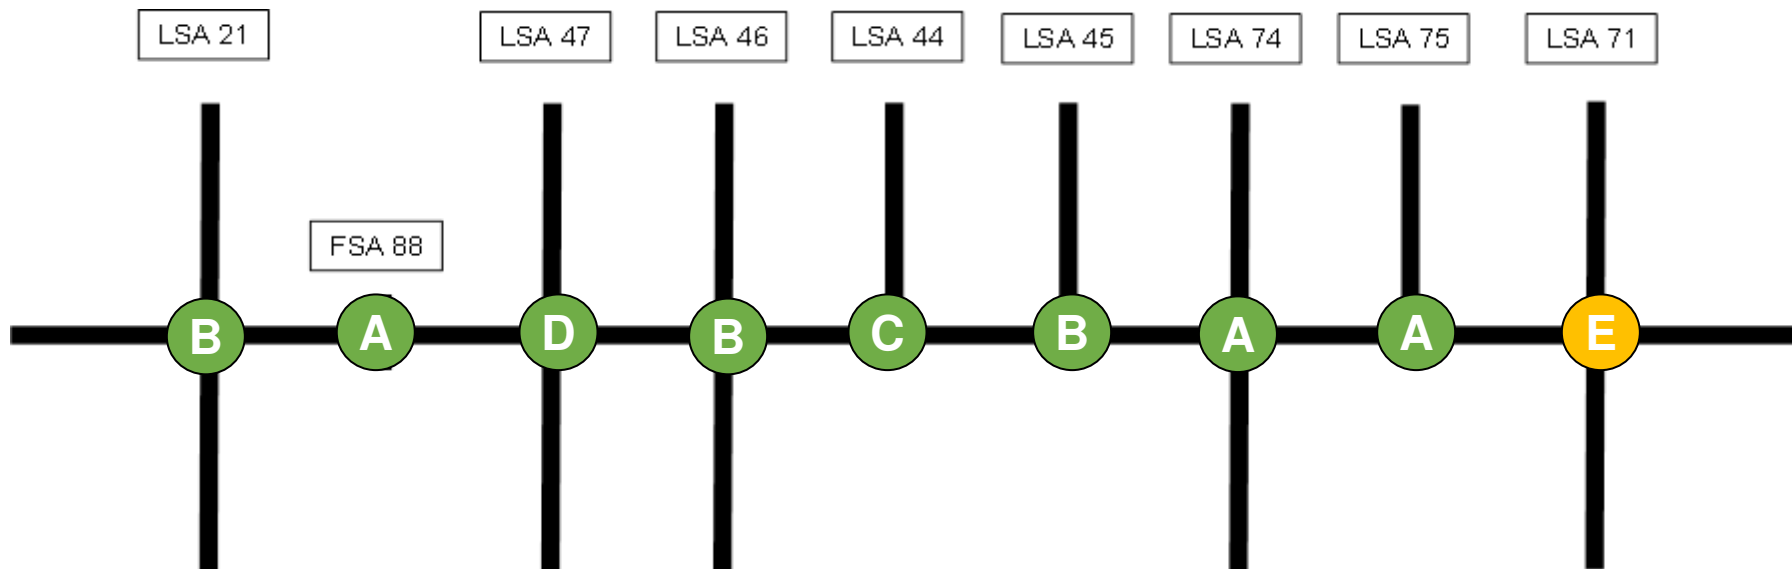 LSA 21
LSA 47
LSA 46
LSA 44
LSA 45
LSA 74
LSA 75
LSA 71
FSA 88
B
A
D
B
C
B
A
A
E